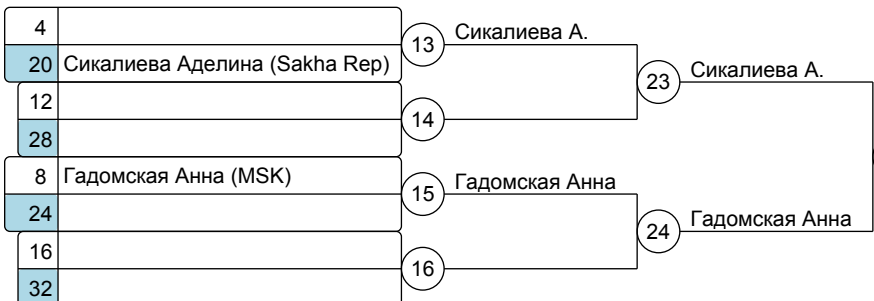 4
13 Сикалиева А.
20 Сикалиева Аделина (Sakha Rep)
23 Сикалиева А.
12
14
28
8 Гадомская Анна (MSK)
15 Гадомская Анна
24
24 Гадомская Анна
16
16
32